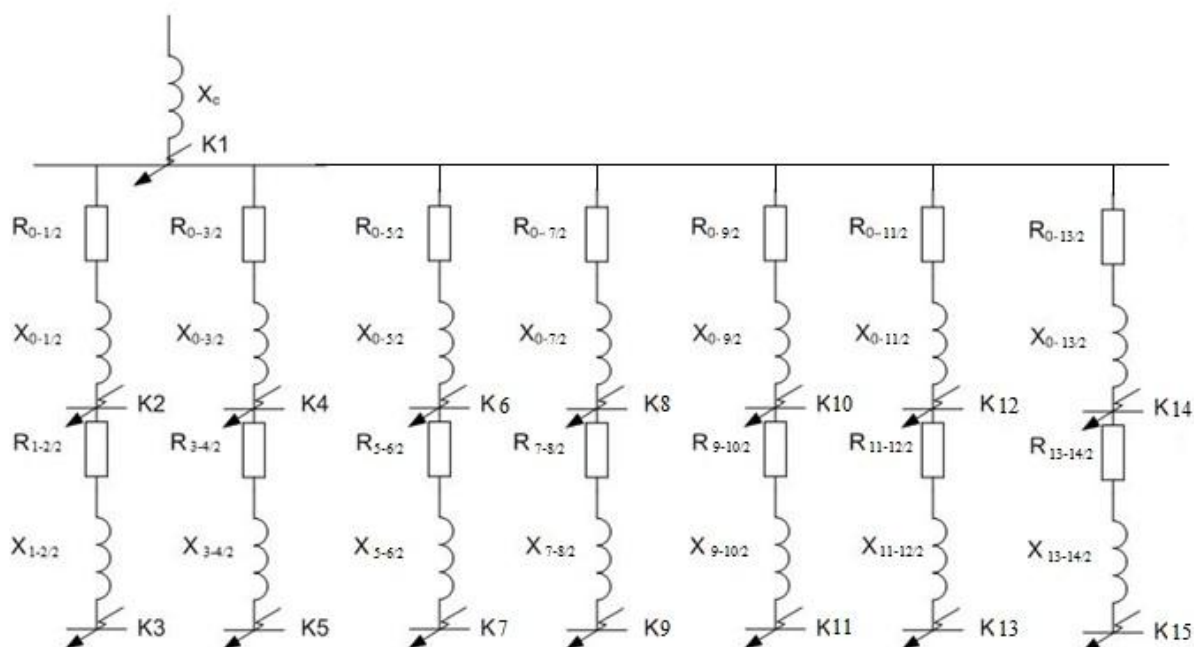 Xc
K1
R0-1/2 R0-3/2 R0-5/2 R0-7/2 R0-9/2 R0-11/2 R0-13/2
X0-1/2 X0-3/2 X0-5/2 X0-7/2 X0-9/2 X0-11/2 X0-13/2
K2 K4 K6 K8 K10 K12 K14
R1-2/2 R3-4/2 R5-6/2 R7-8/2 R9-10/2 R11-12/2 R13-14/2
X1-2/2 X3-4/2 X5-6/2 X7-8/2 X9-10/2 X11-12/2 X13-14/2
K3 K5 K7 K9 K11 K13 K15